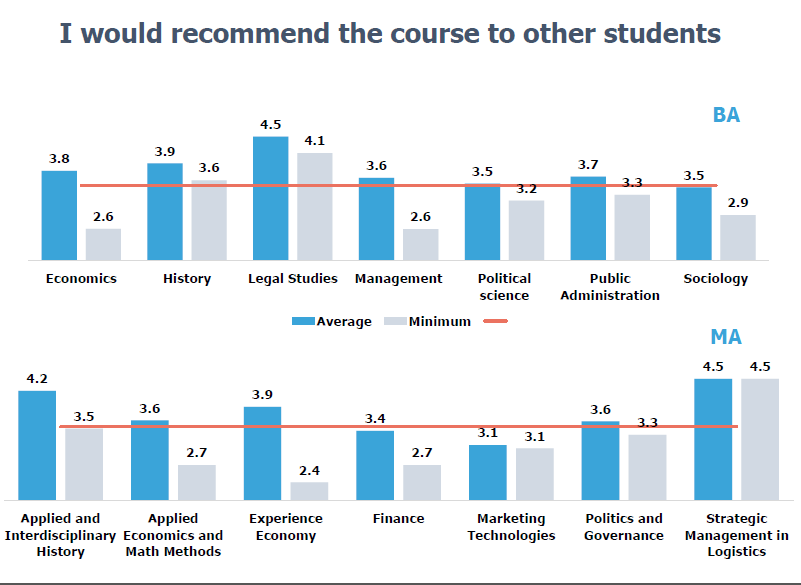 I would recommend the course to other students
BA
4.5
4.1
3.9
3.8
3.6
3.6
3.7
3.5
3.5
3.3
3.2
2.9
2.6
2.6
Economics
History
Legal Studies
Management
Political
science
Public
Administration
Sociology
Average
Minimum
MA
4.5
4.5
4.2
3.9
3.6
3.6
3.5
3.4
3.3
3.1
3.1
2.7
2.7
2.4
Applied and
Interdisciplinary
History
Applied
Economics and
Math Methods
Experience
Economy
Finance
Marketing
Technologies
Politics and
Governance
Strategic
Management in
Logistics